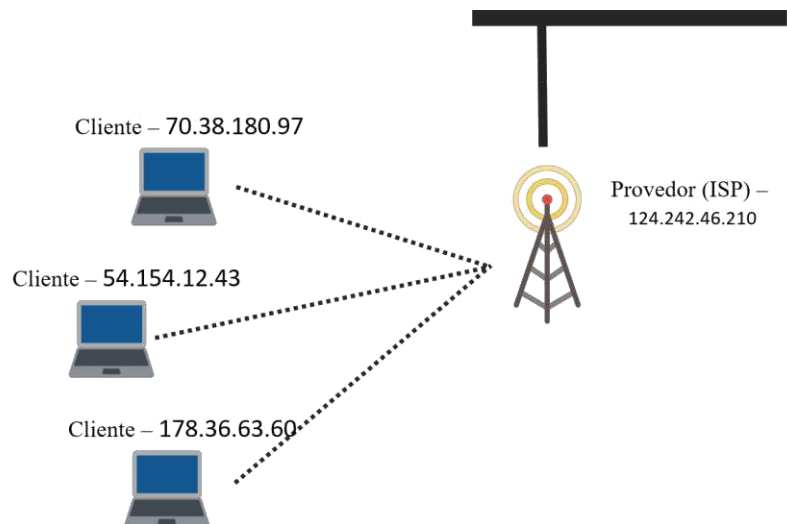 Cliente – 70.38.180.97
Provedor (ISP) –
124.242.46.210
Cliente – 54.154.12.43
Cliente – 178.36.63.60